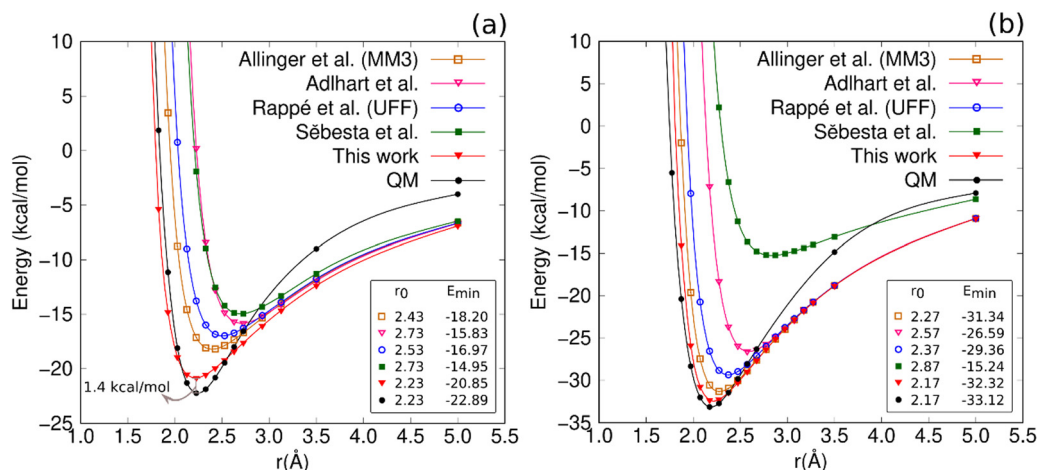 (a)
10
5
0
−5
−10
−15
−20
−25
Energy (kcal/mol)
Allinger et al. (MM3)
Adlhart et al.
Rappé et al. (UFF)
Sĕbesta et al.
This work
QM
r0 Emin
2.43 -18.20
2.73 -15.83
2.53 -16.97
2.73 -14.95
2.23 -20.85
2.23 -22.89
1.4 kcal/mol
1.0 1.5 2.0 2.5 3.0 3.5 4.0 4.5 5.0 5.5
r(Å)
(b)
10
5
0
−5
−10
−15
−20
−25
−30
−35
Energy (kcal/mol)
Allinger et al. (MM3)
Adlhart et al.
Rappé et al. (UFF)
Sĕbesta et al.
This work
QM
r0 Emin
2.27 -31.34
2.57 -26.59
2.37 -29.36
2.87 -15.24
2.17 -32.32
2.17 -33.12
1.0 1.5 2.0 2.5 3.0 3.5 4.0 4.5 5.0 5.5
r(Å)